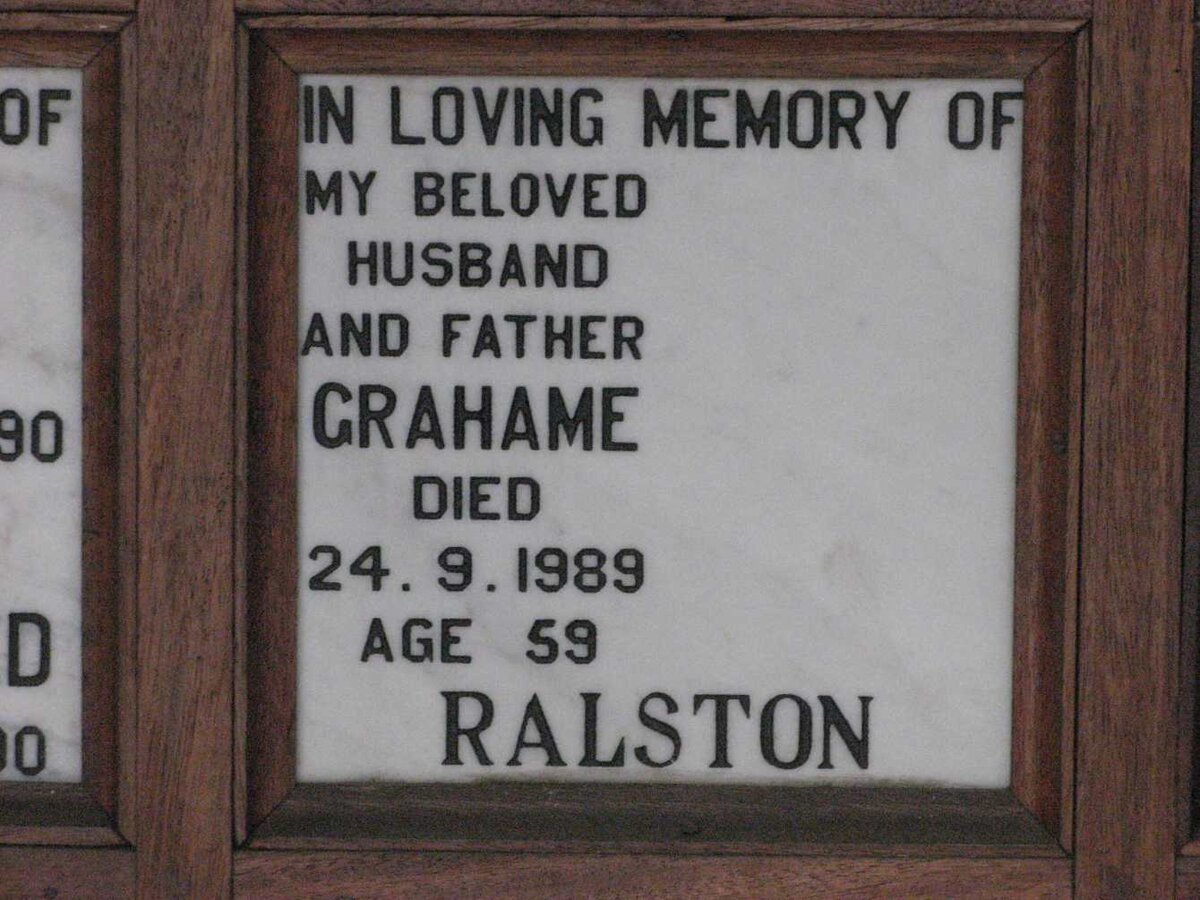 IN LOVING MEMORY OF
MY BELOVED
HUSBAND
AND FATHER
GRAHAME
DIED
24. 9. 1989
AGE 59
RALSTON
OF
90